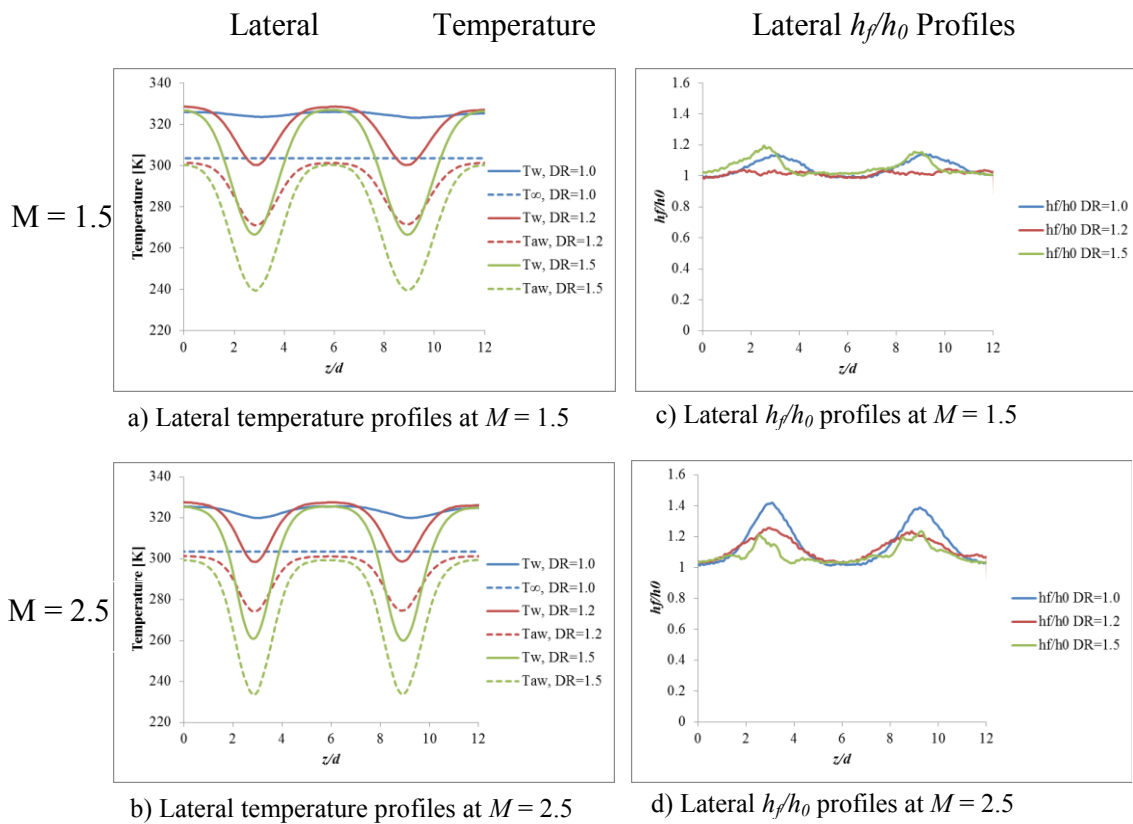 Lateral Temperature Lateral hf/h0 Profiles
M = 1.5
Temperature [K]
340
320
300
280
260
240
220
0 2 4 6 8 10 12
z/d
Tw, DR=1.0
T∞, DR=1.0
Tw, DR=1.2
Taw, DR=1.2
Tw, DR=1.5
Taw, DR=1.5
a) Lateral temperature profiles at M = 1.5
hf/h0
1.6
1.4
1.2
1
0.8
0.6
0.4
0.2
0
0 2 4 6 8 10 12
z/d
hf/h0 DR=1.0
hf/h0 DR=1.2
hf/h0 DR=1.5
c) Lateral hf/h0 profiles at M = 1.5
M = 2.5
Temperature [K]
340
320
300
280
260
240
220
0 2 4 6 8 10 12
z/d
Tw, DR=1.0
T∞, DR=1.0
Tw, DR=1.2
Taw, DR=1.2
Tw, DR=1.5
Taw, DR=1.5
b) Lateral temperature profiles at M = 2.5
hf/h0
1.6
1.4
1.2
1
0.8
0.6
0.4
0.2
0
0 2 4 6 8 10 12
z/d
hf/h0 DR=1.0
hf/h0 DR=1.2
hf/h0 DR=1.5
d) Lateral hf/h0 profiles at M = 2.5